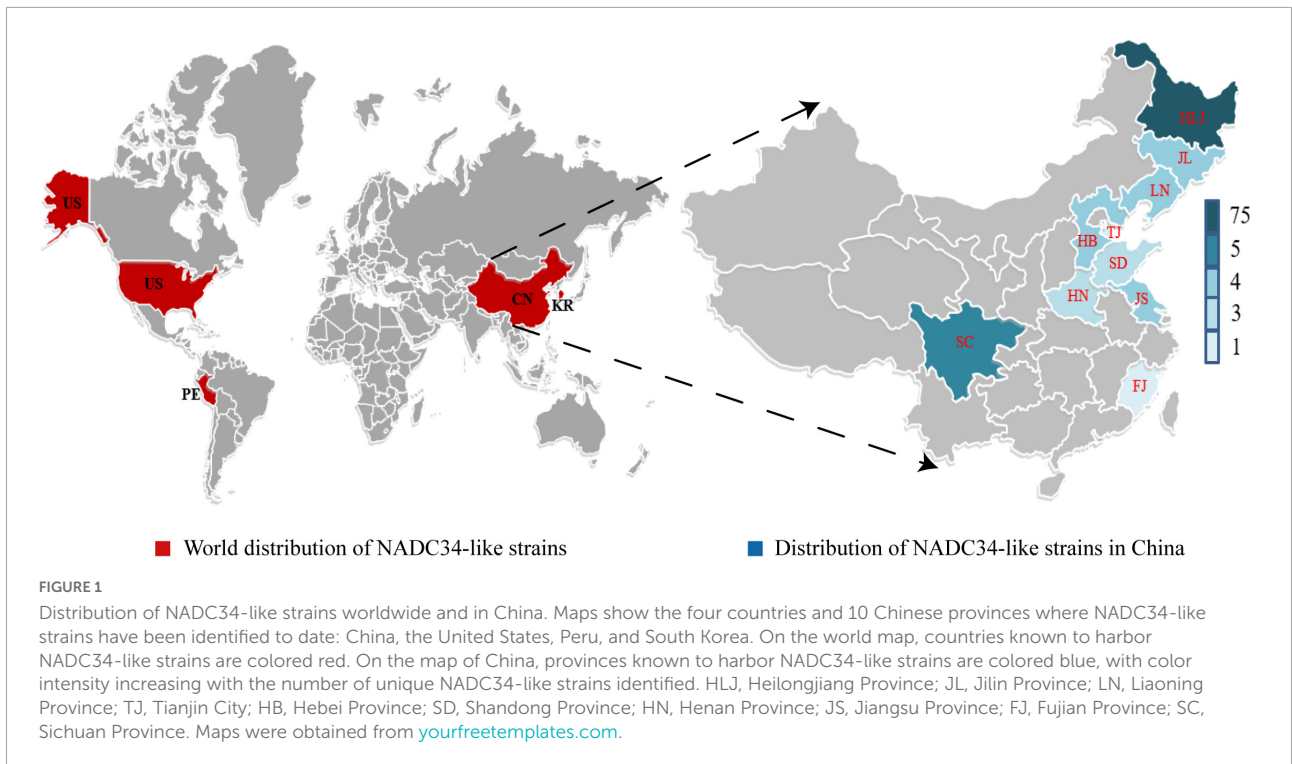 US
US
CN
KR
PE
HLJ
JL
LN
TJ
HB
SD
HN
JS
SC
FJ
75
5
4
3
1
World distribution of NADC34-like strains
Distribution of NADC34-like strains in China
FIGURE 1
Distribution of NADC34-like strains worldwide and in China. Maps show the four countries and 10 Chinese provinces where NADC34-like
strains have been identified to date: China, the United States, Peru, and South Korea. On the world map, countries known to harbor
NADC34-like strains are colored red. On the map of China, provinces known to harbor NADC34-like strains are colored blue, with color
intensity increasing with the number of unique NADC34-like strains identified. HLJ, Heilongjiang Province; JL, Jilin Province; LN, Liaoning
Province; TJ, Tianjin City; HB, Hebei Province; SD, Shandong Province; HN, Henan Province; JS, Jiangsu Province; FJ, Fujian Province; SC,
Sichuan Province. Maps were obtained from yourfreetemplates.com.